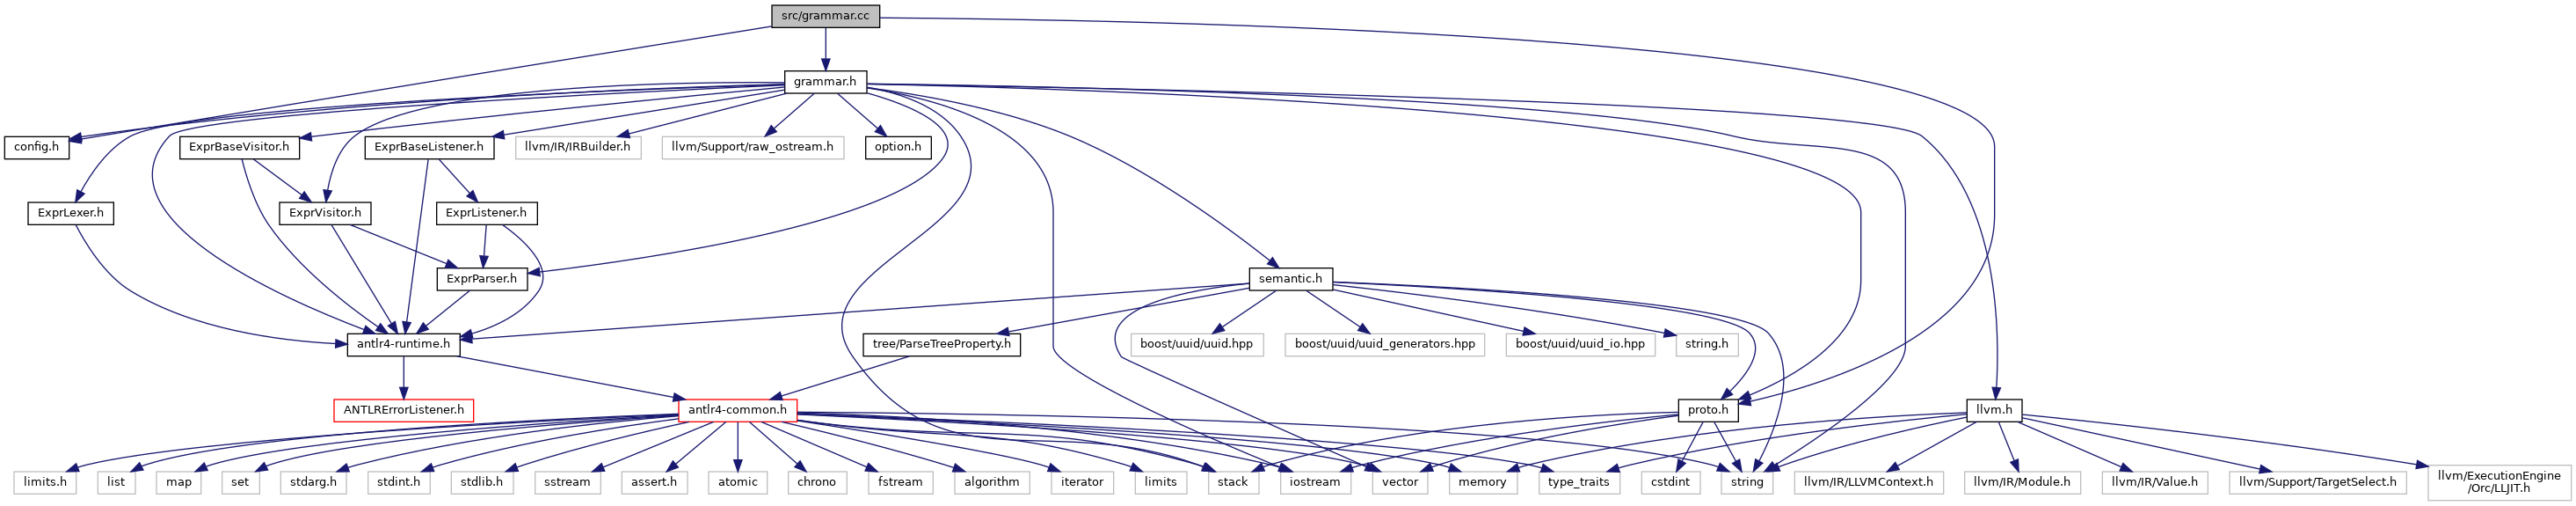 src/grammar.cc
grammar.h
config.h
ExprBaseVisitor.h
ExprBaseListener.h
llvm/IR/IRBuilder.h
llvm/Support/raw_ostream.h
option.h
ExprLexer.h
ExprVisitor.h
ExprListener.h
ExprParser.h
semantic.h
antlr4-runtime.h
tree/ParseTreeProperty.h
boost/uuid/uuid.hpp
boost/uuid/uuid_generators.hpp
boost/uuid/uuid_io.hpp
string.h
ANTLRErrorListener.h
antlr4-common.h
proto.h
llvm.h
limits.h
list
map
set
stdarg.h
stdint.h
stdlib.h
sstream
assert.h
atomic
chrono
fstream
algorithm
iterator
limits
stack
iostream
vector
memory
type_traits
cstdint
string
llvm/IR/LLVMContext.h
llvm/IR/Module.h
llvm/IR/Value.h
llvm/Support/TargetSelect.h
llvm/ExecutionEngine
/Orc/LLJIT.h